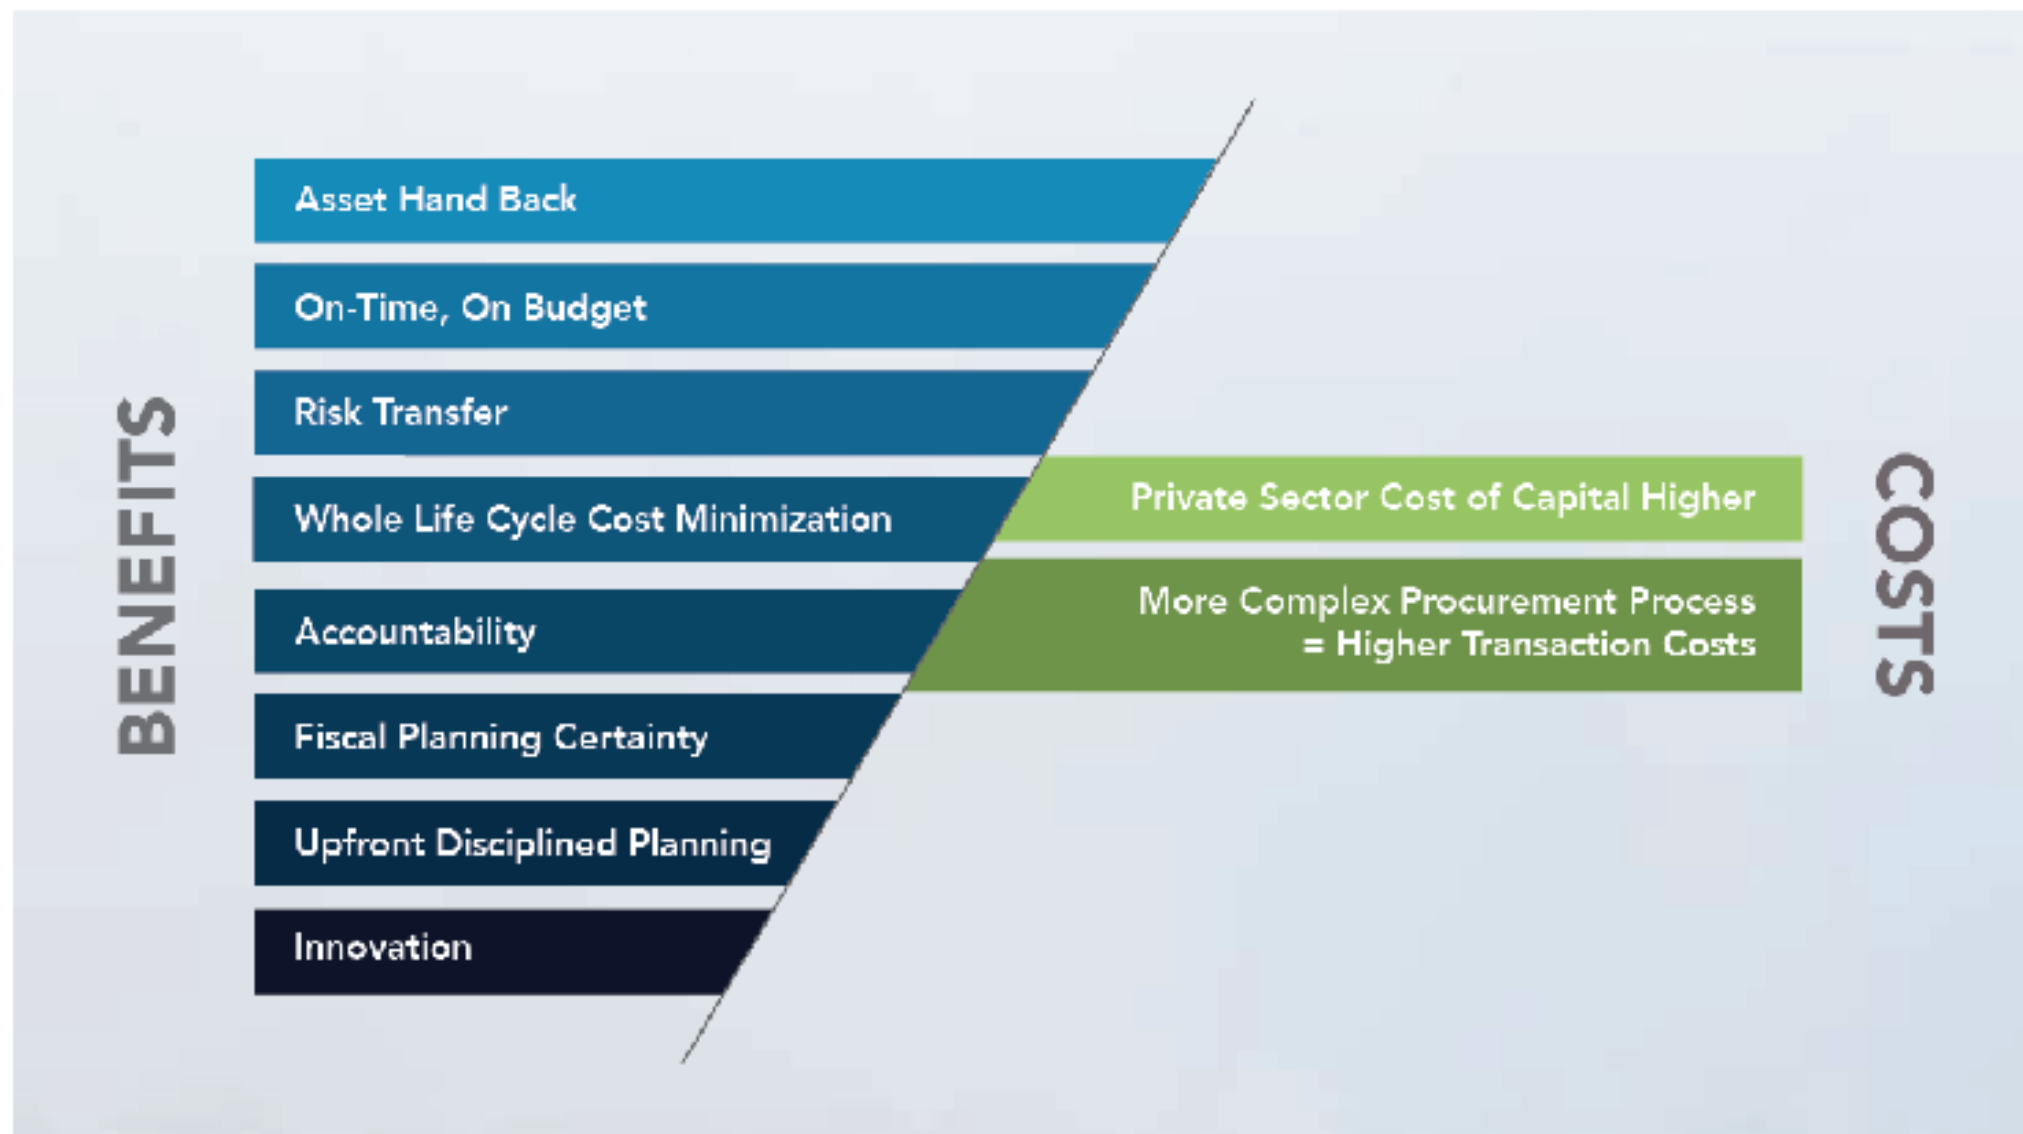 BENEFITS
Asset Hand Back
On-Time, On Budget
Risk Transfer
Whole Life Cycle Cost Minimization
Accountability
Fiscal Planning Certainty
Upfront Disciplined Planning
Innovation
COSTS
Private Sector Cost of Capital Higher
More Complex Procurement Process
= Higher Transaction Costs